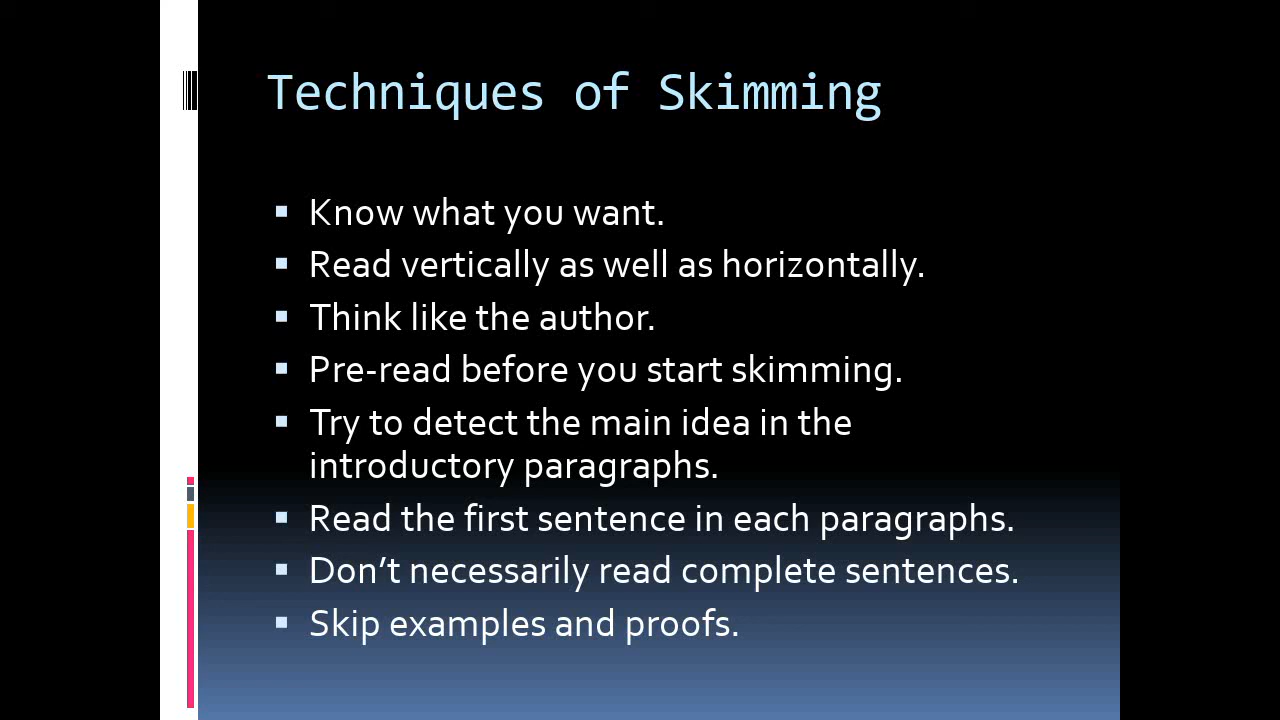 Techniques of Skimming
▪ Know what you want.
▪ Read vertically as well as horizontally.
▪ Think like the author.
▪ Pre-read before you start skimming.
▪ Try to detect the main idea in the
introductory paragraphs.
▪ Read the first sentence in each paragraphs.
▪ Don’t necessarily read complete sentences.
▪ Skip examples and proofs.